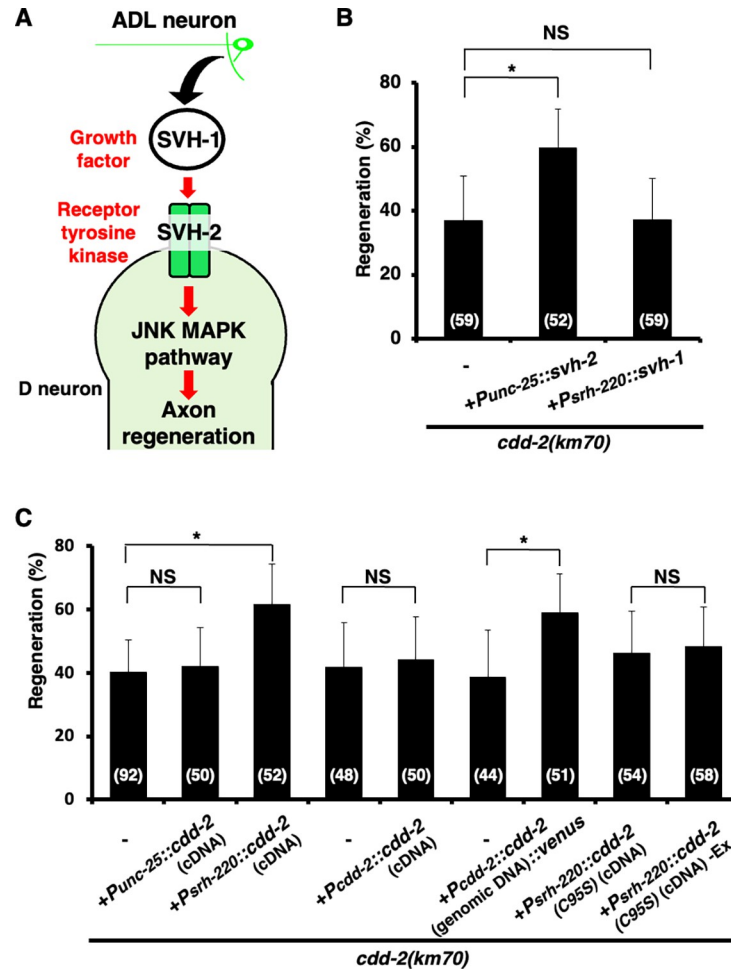 A
ADL neuron
SVH-1
Growth
factor
Receptor
tyrosine
kinase
SVH-2
JNK MAPK
pathway
D neuron
Axon
regeneration
B
NS
*
80
60
40
20
0
Regeneration (%)
(59)
(52)
(59)
-
+Punc-25::svh-2
+Psrh-220::svh-1
cdd-2(km70)
C
80
60
40
20
0
Regeneration (%)
*
NS
NS
*
NS
(92)
(50)
(52)
(48)
(50)
(44)
(51)
(54)
(58)
-
+Punc-25::cdd-2
(cDNA)
+Psrh-220::cdd-2
(cDNA)
-
+Pcdd-2::cdd-2
(cDNA)
-
+Pcdd-2::cdd-2
(genomic DNA)::venus
+Psrh-220::cdd-2
(C95S) (cDNA)
+Psrh-220::cdd-2
(C95S) (cDNA) -Ex
cdd-2(km70)